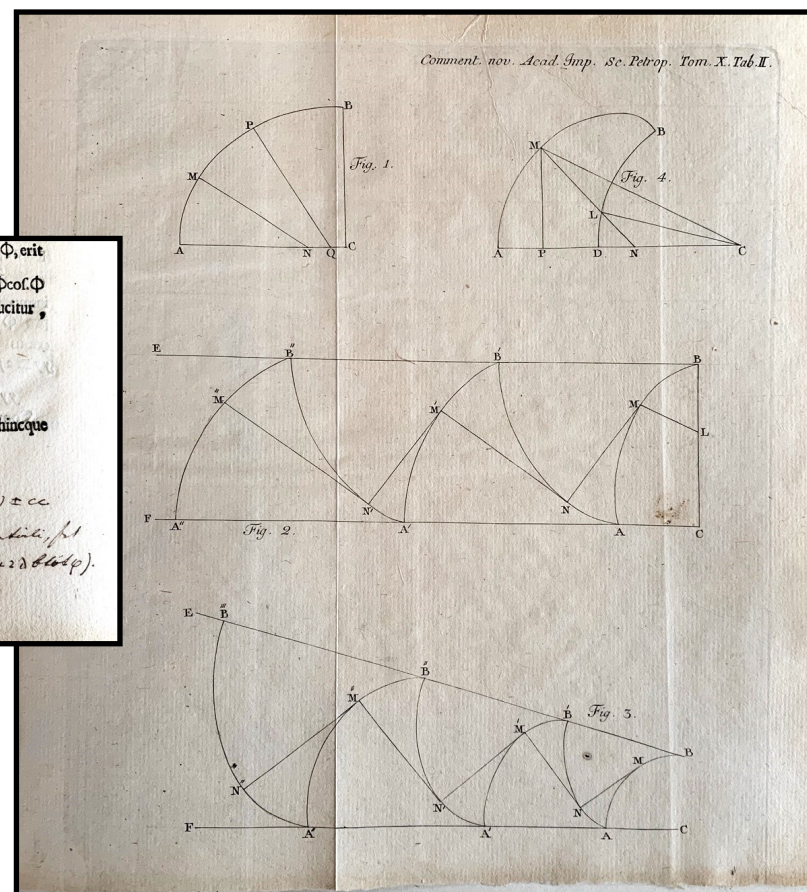 Comment. nov. Acad. Imp. Sc. Petrop. Tom. X. Tab. II.
B
P
Fig. 1.
M
A N Q C
M
B
Fig. 4.
L
A P D N C
Φ, erit
Φcoſ.Φ
ucitur ,
hincque
) ± cc
E B'' B' B
M'' M' M
L
N' N
F A'' A' A C
Fig. 2.
E B''' B'' B' B
Fig. 3.
M'' M' M
N'' N' N
F A'' A' A C